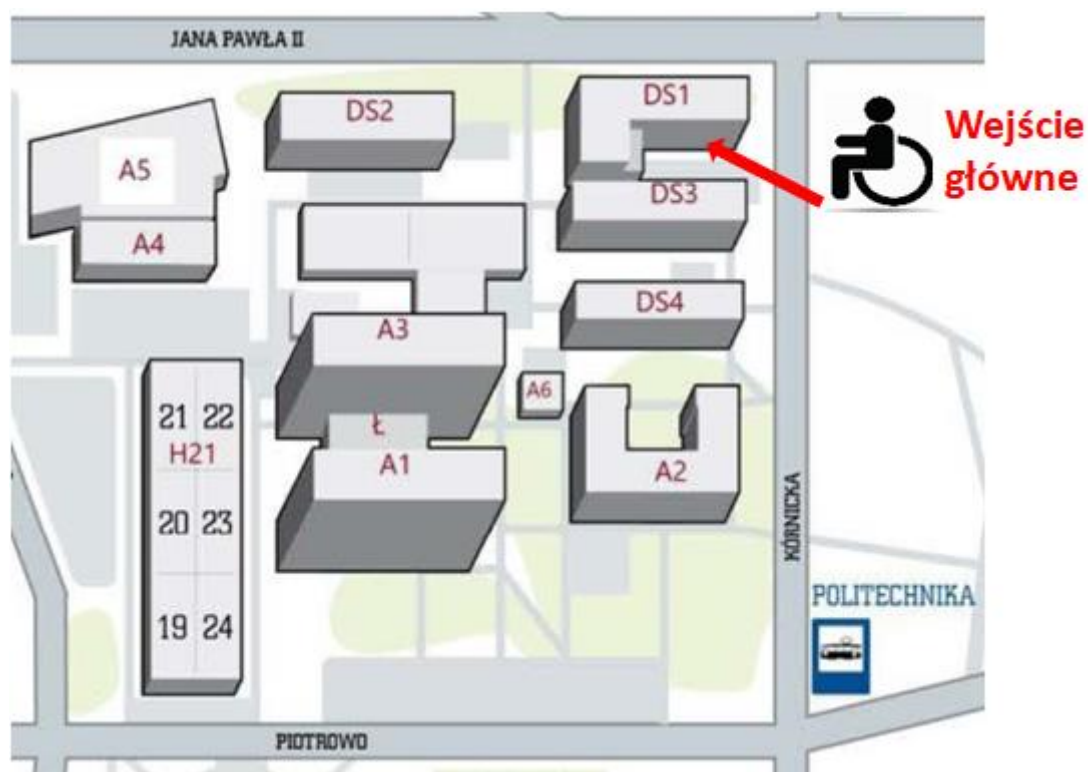 JANA PAWŁA II
DS2
DS1
Wejście
główne
A5
DS3
A4
DS4
A3
A6
21 22
Ł
H21
A1
A2
20 23
KÓRNICKA
POLITECHNIKA
19 24
PIOTROWO